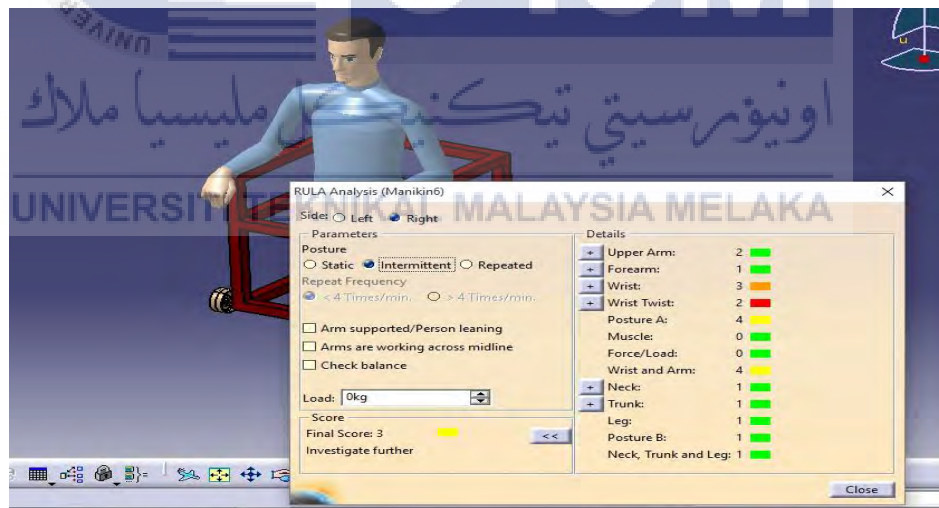 UTeM
UNIVER
اونيۏرسيتي تيكنيكل مليسيا ملاك
UNIVERSITI TEKNIKAL MALAYSIA MELAKA
RULA Analysis (Manikin6)
Side: Left Right
Parameters
Posture
Static Intermittent Repeated
Repeat Frequency
< 4 Times/min. > 4 Times/min.
Arm supported/Person leaning
Arms are working across midline
Check balance
Load: 0kg
Score
Final Score: 3
<<
Investigate further
Details
+ Upper Arm: 2
+ Forearm: 1
+ Wrist: 3
+ Wrist Twist: 2
Posture A: 4
Muscle: 0
Force/Load: 0
Wrist and Arm: 4
+ Neck: 1
+ Trunk: 1
Leg: 1
Posture B: 1
Neck, Trunk and Leg: 1
Close
u